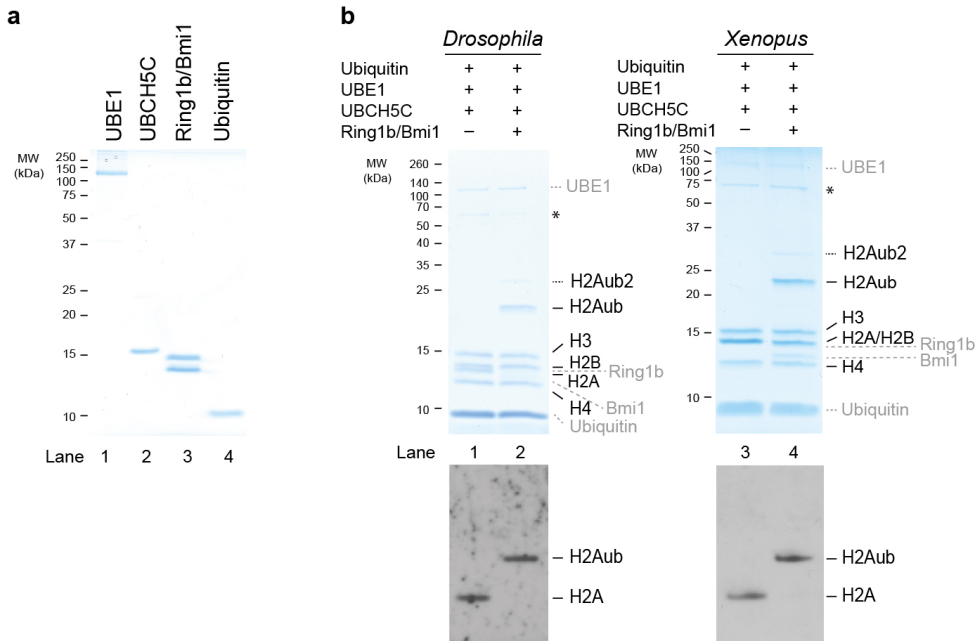 a
UBE1
UBCH5C
Ring1b/Bmi1
Ubiquitin
MW
(kDa)
250
150
100
75
50
37
25
20
15
10
Lane 1 2 3 4
b
Drosophila
Ubiquitin + +
UBE1 + +
UBCH5C + +
Ring1b/Bmi1 – +
MW
(kDa)
260
140
100
70
50
40
35
25
15
10
UBE1
*
H2Aub2
H2Aub
H3
H2B
Ring1b
H2A
Bmi1
H4
Ubiquitin
Lane 1 2
H2Aub
H2A
Xenopus
Ubiquitin + +
UBE1 + +
UBCH5C + +
Ring1b/Bmi1 – +
MW
(kDa)
250
150
100
75
50
37
25
20
15
10
UBE1
*
H2Aub2
H2Aub
H3
H2A/H2B
Ring1b
Bmi1
H4
Ubiquitin
3 4
H2Aub
H2A